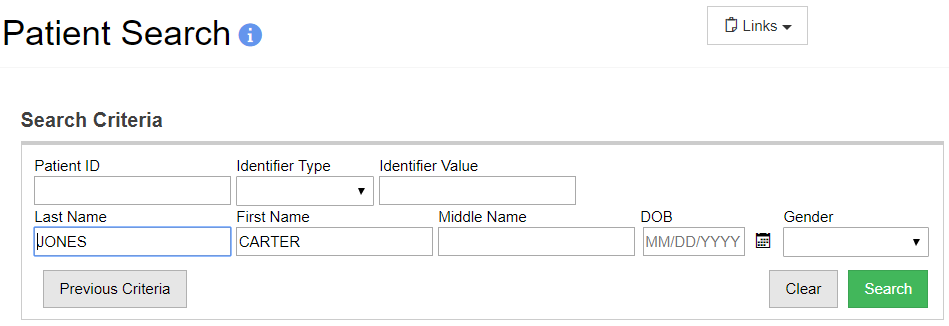 Patient Search
Links
Search Criteria
Patient ID Identifier Type Identifier Value
Last Name First Name Middle Name DOB Gender
JONES CARTER MM/DD/YYYY
Previous Criteria Clear Search